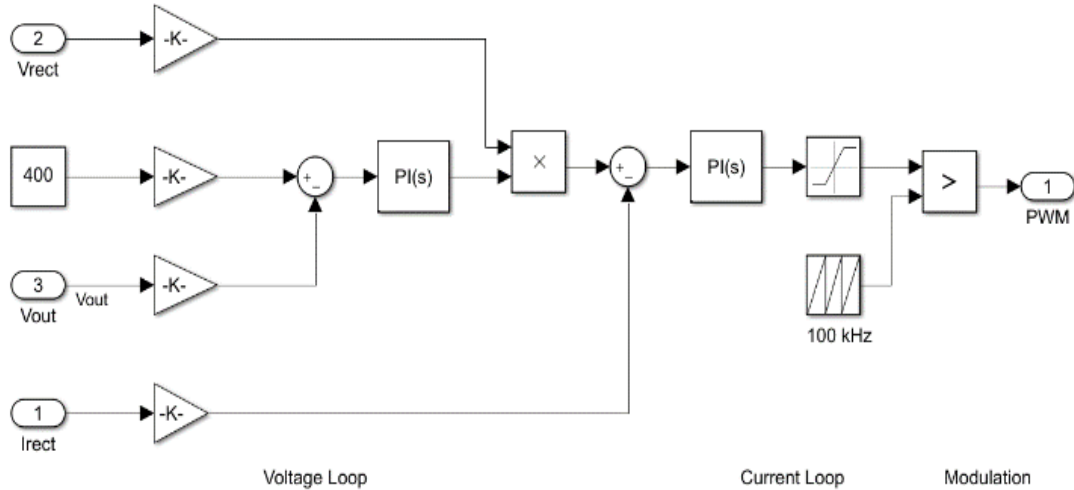 2
-K-
Vrect
400
-K-
+
_
PI(s)
×
+
_
PI(s)
>
1
PWM
3
Vout
-K-
Vout
100 kHz
1
-K-
Irect
Voltage Loop
Current Loop
Modulation